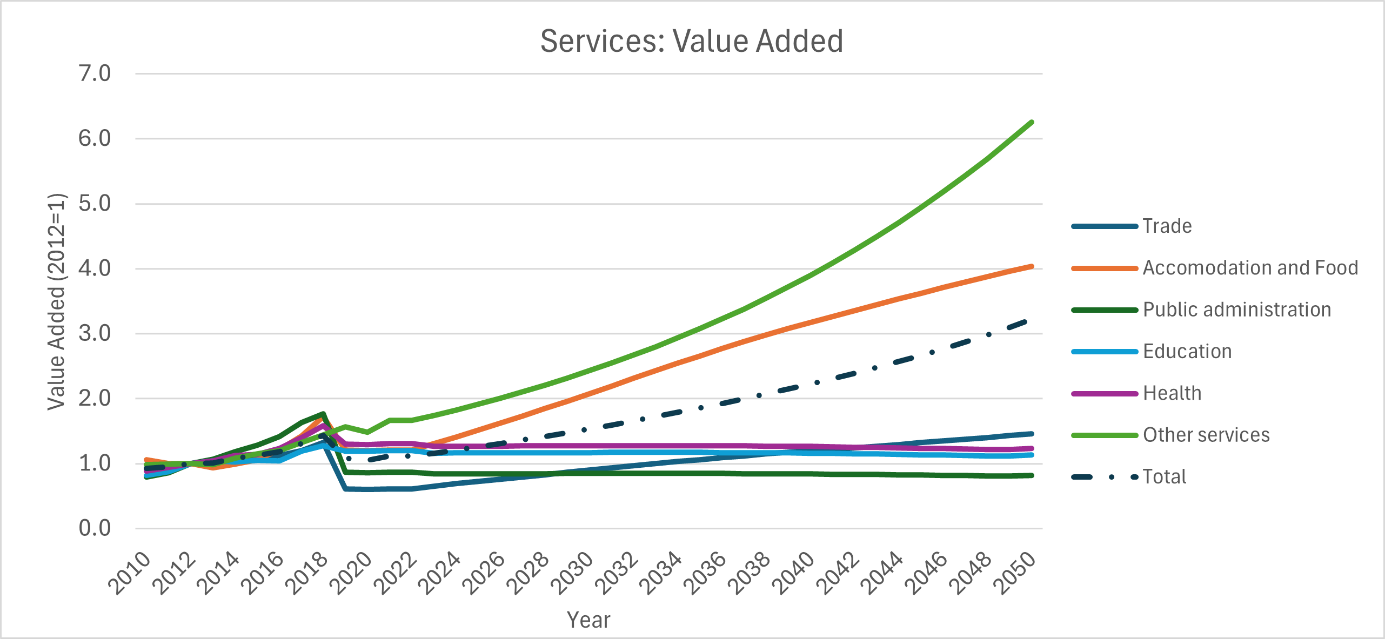 Services: Value Added
7.0
6.0
5.0
4.0
3.0
2.0
1.0
0.0
Value Added (2012=1)
2010
2012
2014
2016
2018
2020
2022
2024
2026
2028
2030
2032
2034
2036
2038
2040
2042
2044
2046
2048
2050
Year
Trade
Accomodation and Food
Public administration
Education
Health
Other services
Total